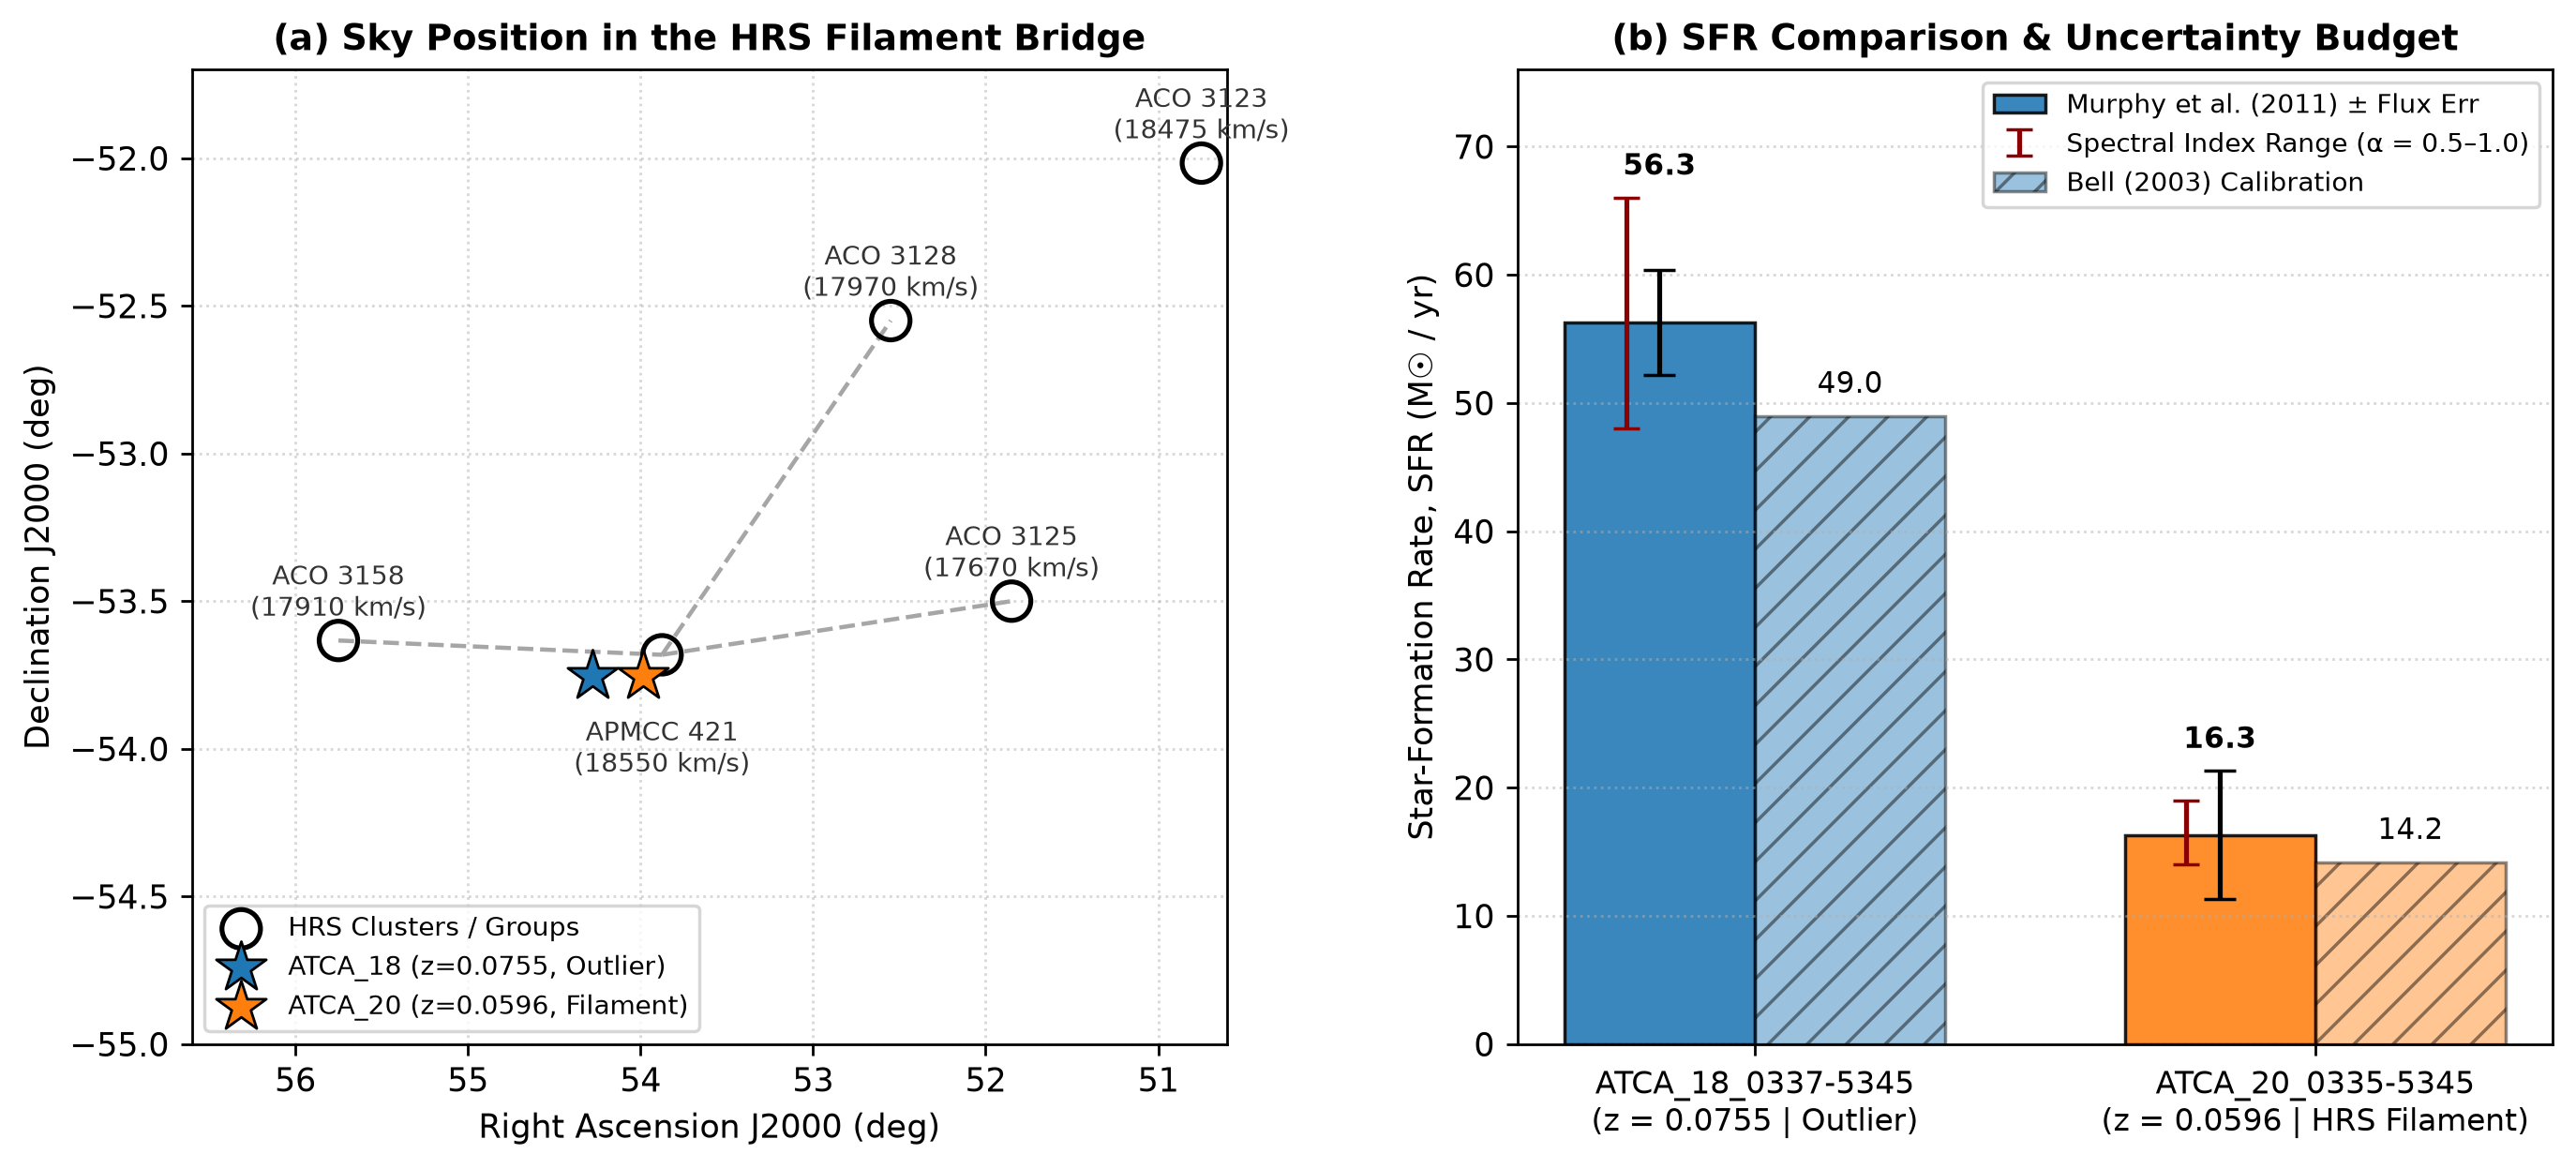 (a) Sky Position in the HRS Filament Bridge
ACO 3123
(18475 km/s)
ACO 3128
(17970 km/s)
ACO 3125
(17670 km/s)
ACO 3158
(17910 km/s)
APMCC 421
(18550 km/s)
HRS Clusters / Groups
ATCA_18 (z=0.0755, Outlier)
ATCA_20 (z=0.0596, Filament)
−52.0
−52.5
−53.0
−53.5
−54.0
−54.5
−55.0
Declination J2000 (deg)
56 55 54 53 52 51
Right Ascension J2000 (deg)
(b) SFR Comparison & Uncertainty Budget
Murphy et al. (2011) ± Flux Err
Spectral Index Range (α = 0.5–1.0)
Bell (2003) Calibration
56.3
49.0
16.3
14.2
70
60
50
40
30
20
10
0
Star-Formation Rate, SFR (M☉ / yr)
ATCA_18_0337-5345
(z = 0.0755 | Outlier)
ATCA_20_0335-5345
(z = 0.0596 | HRS Filament)